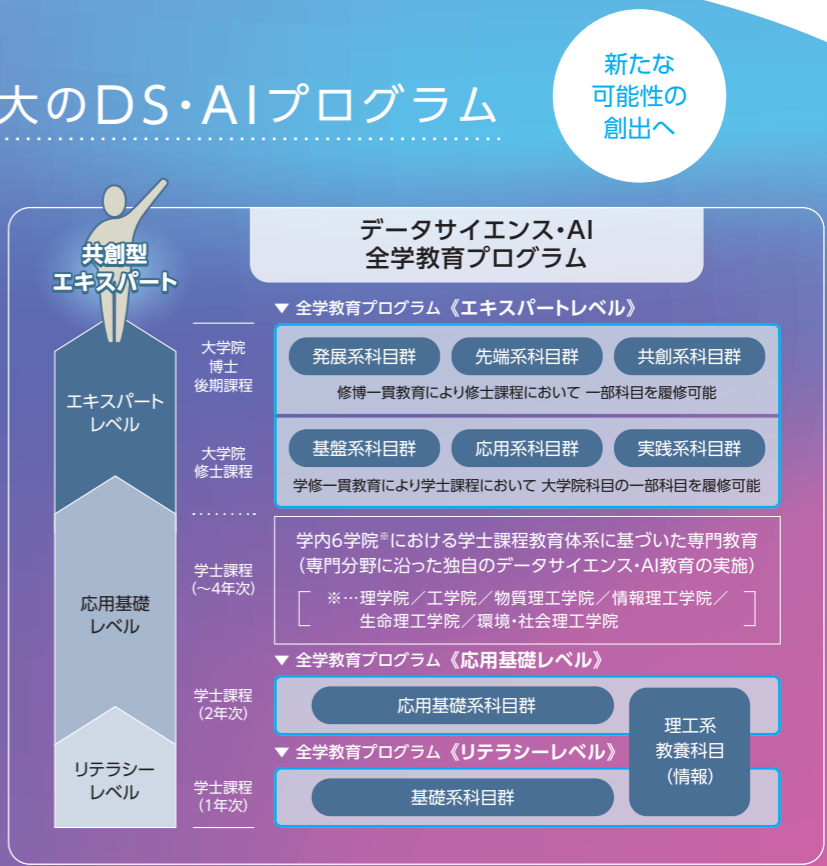 大のDS・AIプログラム
新たな
可能性の
創出へ
共創型
エキスパート
データサイエンス・AI
全学教育プログラム
▼ 全学教育プログラム《エキスパートレベル》
大学院
博士
後期課程
発展系科目群 先端系科目群 共創系科目群
修博一貫教育により修士課程において 一部科目を履修可能
エキスパート
レベル
大学院
修士課程
基盤系科目群 応用系科目群 実践系科目群
学修一貫教育により学士課程において 大学院科目の一部科目を履修可能
学士課程
(~4年次)
学内6学院※における学士課程教育体系に基づいた専門教育
(専門分野に沿った独自のデータサイエンス・AI教育の実施)
※…理学院/工学院/物質理工学院/情報理工学院/
生命理工学院/環境・社会理工学院
応用基礎
レベル
▼ 全学教育プログラム《応用基礎レベル》
学士課程
(2年次)
応用基礎系科目群
理工系
教養科目
(情報)
▼ 全学教育プログラム《リテラシーレベル》
リテラシー
レベル
学士課程
(1年次)
基礎系科目群